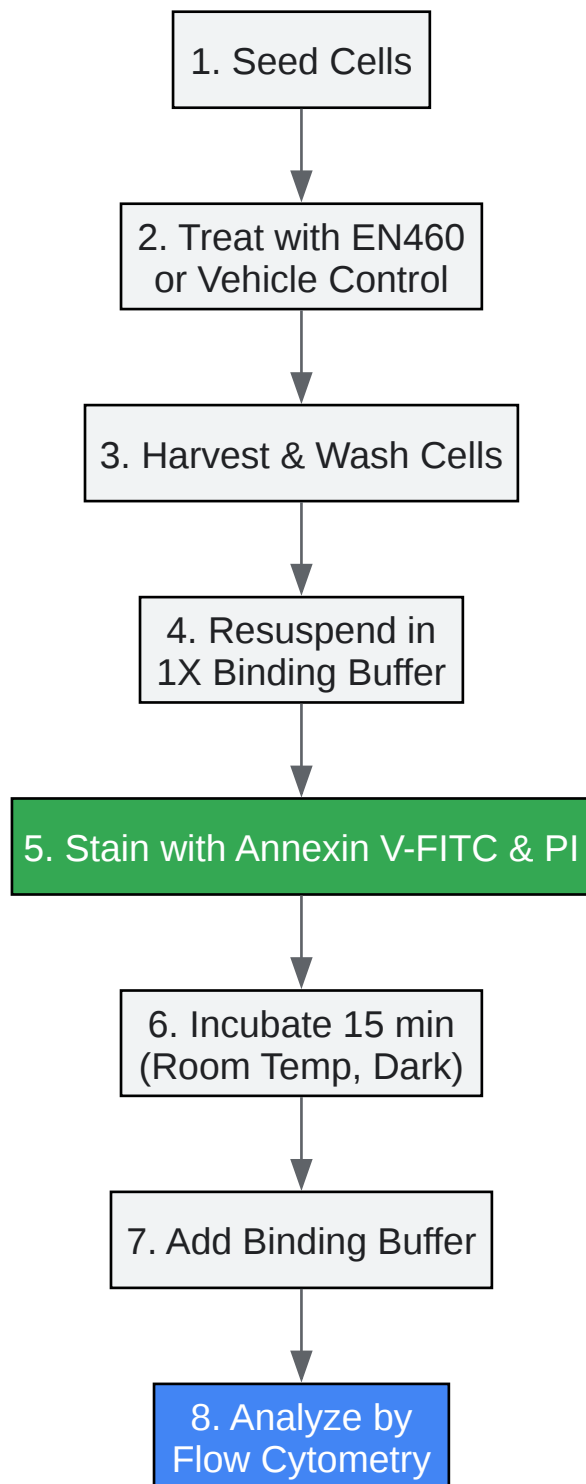 1. Seed Cells
2. Treat with EN460
or Vehicle Control
3. Harvest & Wash Cells
4. Resuspend in
1X Binding Buffer
5. Stain with Annexin V-FITC & PI
6. Incubate 15 min
(Room Temp, Dark)
7. Add Binding Buffer
8. Analyze by
Flow Cytometry